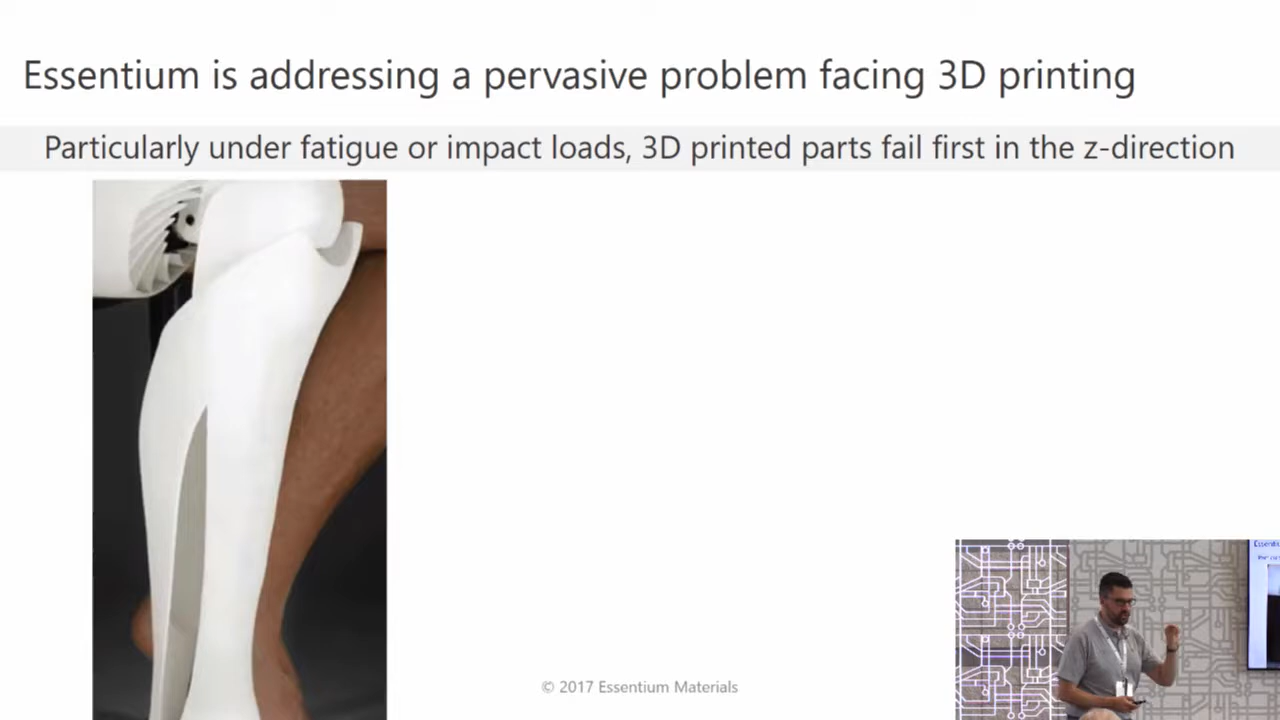 Essentium is addressing a pervasive problem facing 3D printing
Particularly under fatigue or impact loads, 3D printed parts fail first in the z-direction
© 2017 Essentium Materials